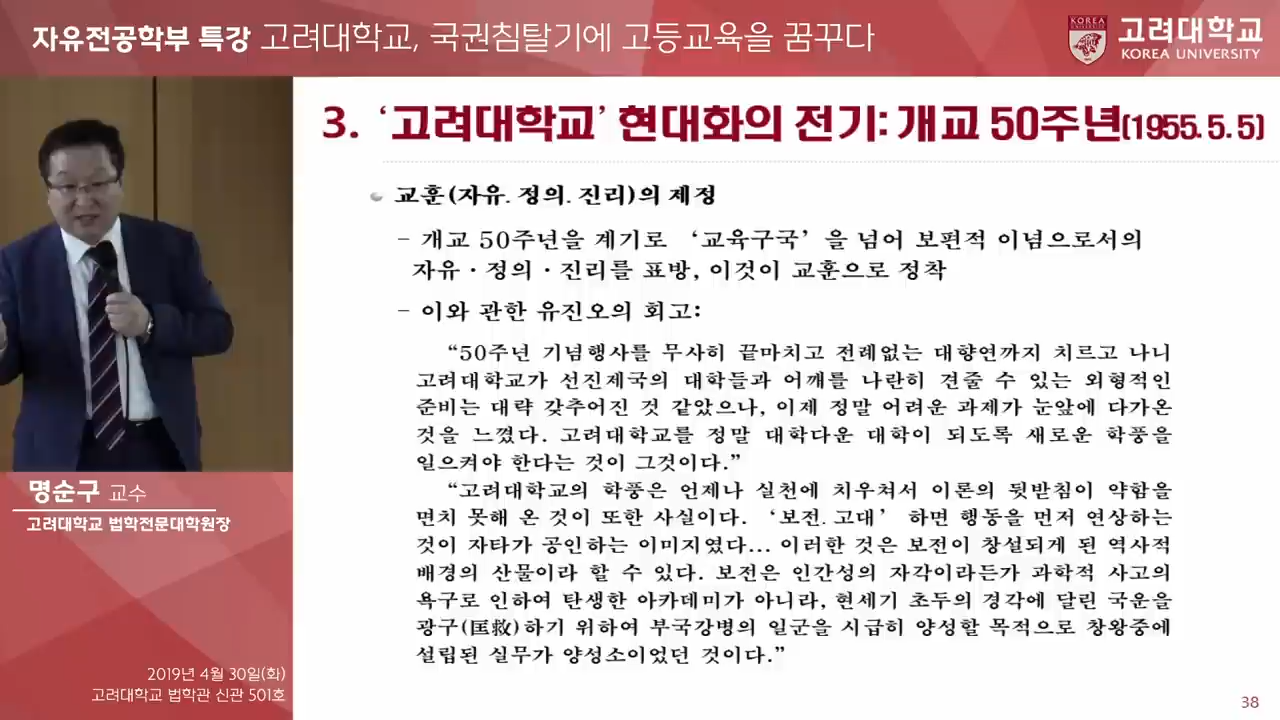 자유전공학부 특강 고려대학교, 국권침탈기에 고등교육을 꿈꾸다
KOREA
고려대학교
KOREA UNIVERSITY
3. ‘고려대학교’ 현대화의 전기: 개교 50주년(1955. 5. 5)
교훈(자유. 정의. 진리)의 제정
– 개교 50주년을 계기로 ‘교육구국’을 넘어 보편적 이념으로서의
자유·정의·진리를 표방, 이것이 교훈으로 정착
– 이와 관한 유진오의 회고:
“50주년 기념행사를 무사히 끝마치고 전례없는 대향연까지 치르고 나니
고려대학교가 선진제국의 대학들과 어깨를 나란히 견줄 수 있는 외형적인
준비는 대략 갖추어진 것 같았으나, 이제 정말 어려운 과제가 눈앞에 다가온
것을 느꼈다. 고려대학교를 정말 대학다운 대학이 되도록 새로운 학풍을
일으켜야 한다는 것이 그것이다.”
“고려대학교의 학풍은 언제나 실천에 치우쳐서 이론의 뒷받침이 약함을
면치 못해 온 것이 또한 사실이다. ‘보전. 고대’ 하면 행동을 먼저 연상하는
것이 자타가 공인하는 이미지였다... 이러한 것은 보전이 창설되게 된 역사적
배경의 산물이라 할 수 있다. 보전은 인간성의 자각이라든가 과학적 사고의
욕구로 인하여 탄생한 아카데미가 아니라, 현세기 초두의 경각에 달린 국운을
광구(匡救)하기 위하여 부국강병의 일군을 시급히 양성할 목적으로 창왕중에
설립된 실무가 양성소이었던 것이다.”
명순구 교수
고려대학교 법학전문대학원장
2019년 4월 30일(화)
고려대학교 법학관 신관 501호
38